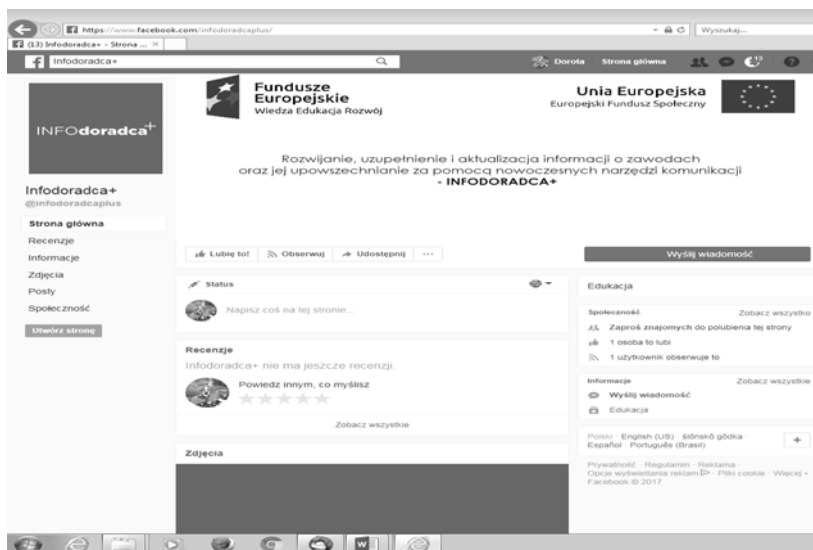 https://www.facebook.com/infodoradcaplus/
Wyszukaj...
(13) Infodoradca+ - Strona ...
Infodoradca+
Dorota Strona główna
13
INFOdoradca+
Fundusze
Europejskie
Wiedza Edukacja Rozwój
Unia Europejska
Europejski Fundusz Społeczny
Rozwijanie, uzupełnienie i aktualizacja informacji o zawodach
oraz jej upowszechnianie za pomocą nowoczesnych narzędzi komunikacji
- INFODORADCA+
Infodoradca+
@infodoradcaplus
Strona główna
Recenzje
Informacje
Zdjęcia
Posty
Społeczność
Utwórz stronę
Lubię to! Obserwuj Udostępnij ...
Wyślij wiadomość
Status
Napisz coś na tej stronie...
Recenzje
Infodoradca+ nie ma jeszcze recenzji.
Powiedz innym, co myślisz
Zobacz wszystkie
Zdjęcia
Edukacja
Społeczność Zobacz wszystko
Zaproś znajomych do polubienia tej strony
1 osoba to lubi
1 użytkownik obserwuje to
Informacje Zobacz wszystkie
Wyślij wiadomość
Edukacja
Polski · English (US) · ślōnskŏ gŏdka ·
Español · Português (Brasil)
+
Prywatność · Regulamin · Reklama ·
Opcje wyświetlania reklam · Pliki cookie · Więcej
Facebook © 2017